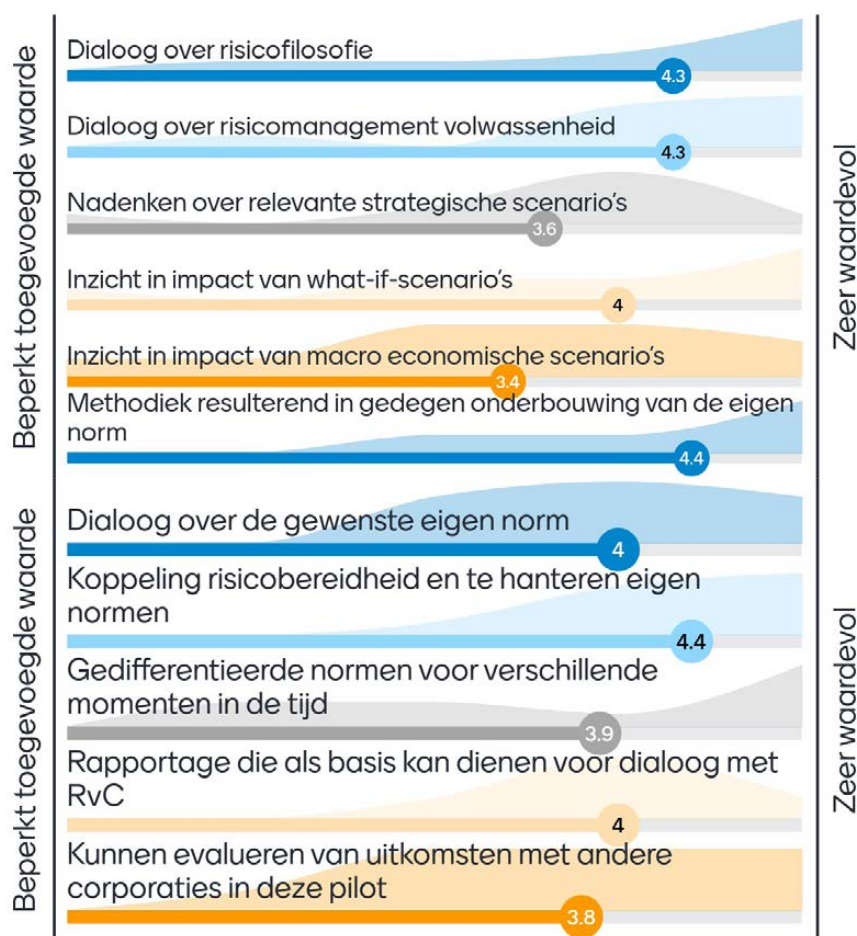 Beperkt toegevoegde waarde
Dialoog over risicofilosofie
4.3
Dialoog over risicomanagement volwassenheid
4.3
Nadenken over relevante strategische scenario's
3.6
Inzicht in impact van what-if-scenario's
4
Inzicht in impact van macro economische scenario's
3.4
Methodiek resulterend in gedegen onderbouwing van de eigen
norm
4.4
Zeer waardevol
Beperkt toegevoegde waarde
Dialoog over de gewenste eigen norm
4
Koppeling risicobereidheid en te hanteren eigen
normen
4.4
Gedifferentieerde normen voor verschillende
momenten in de tijd
3.9
Rapportage die als basis kan dienen voor dialoog met
RvC
4
Kunnen evalueren van uitkomsten met andere
corporaties in deze pilot
3.8
Zeer waardevol